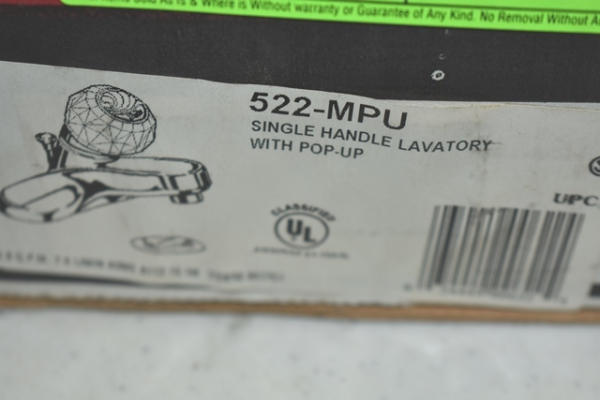 Items Sold As Is & Where is Without warranty or Guarantee of Any Kind. No Removal Without
522-MPU
SINGLE HANDLE LAVATORY
WITH POP-UP
CLASSIFIED
UL
UPC